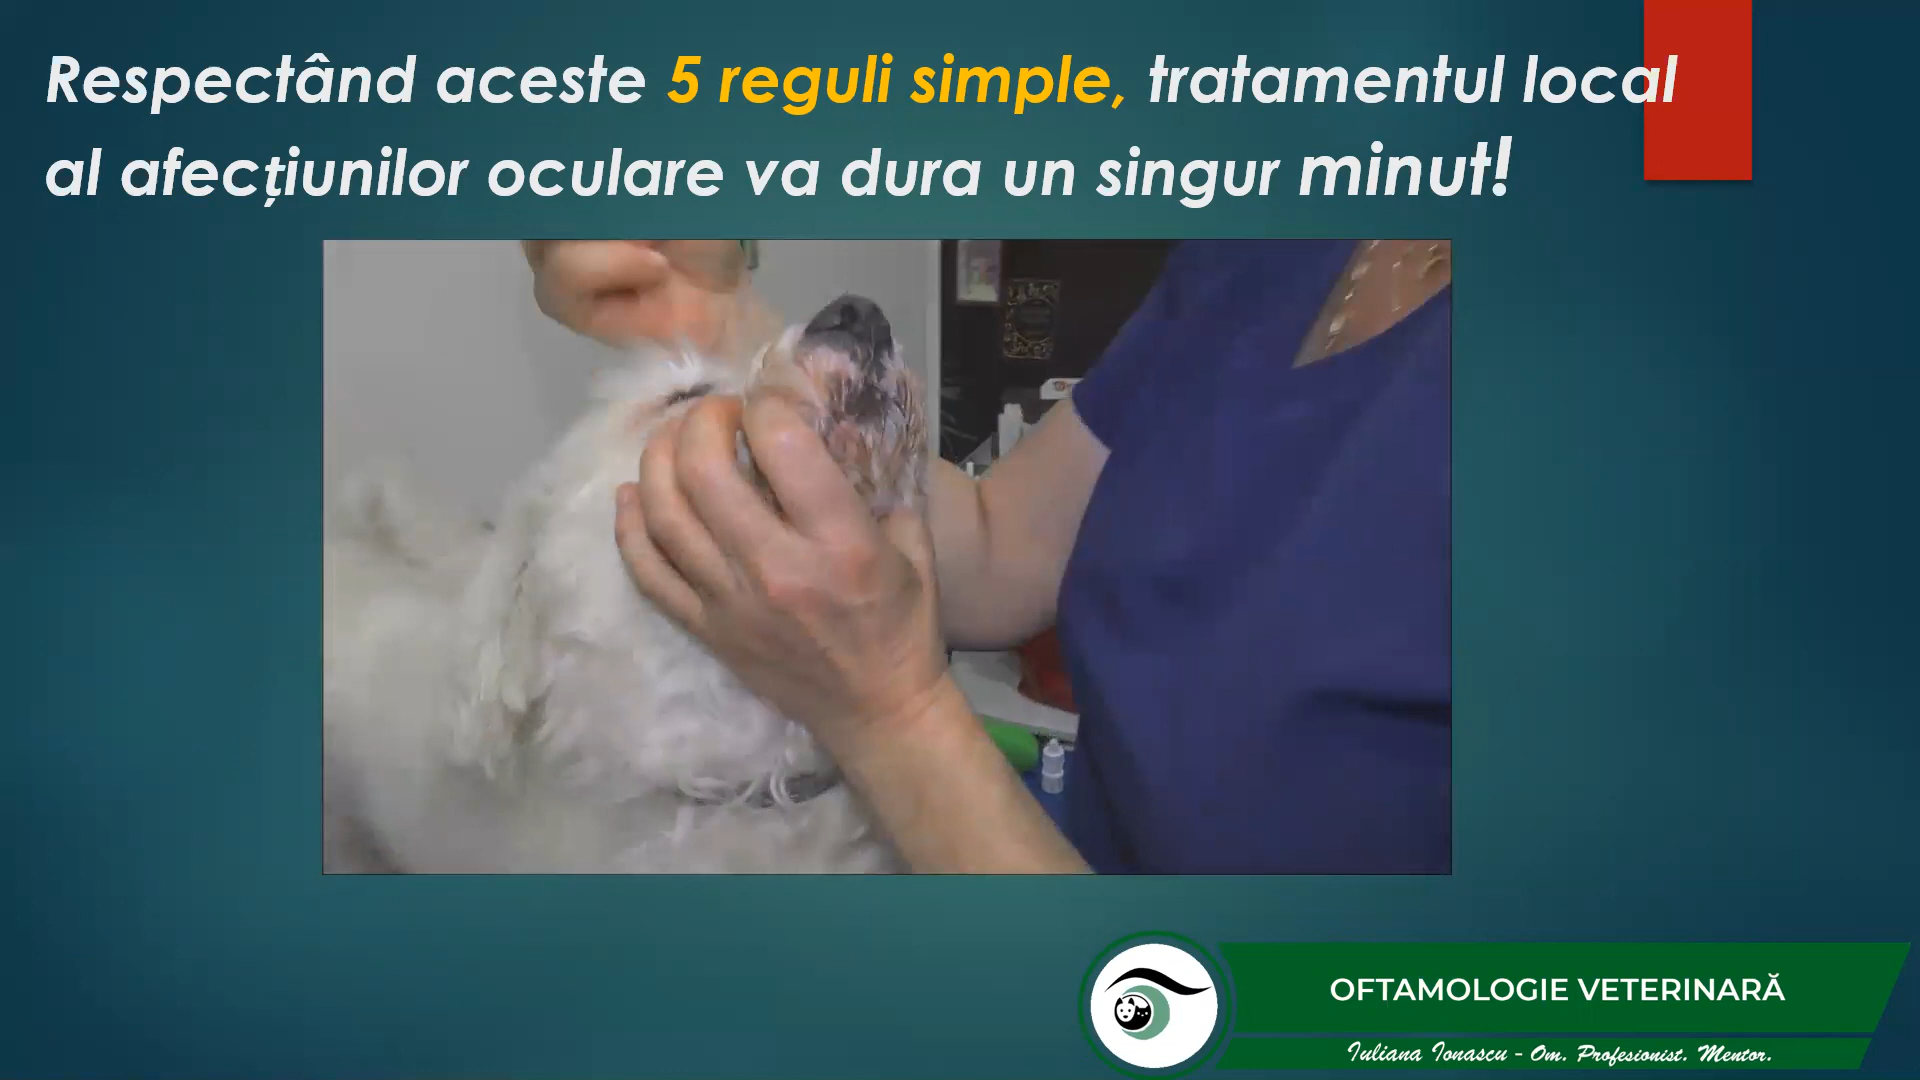 Respectând aceste 5 reguli simple, tratamentul local
al afecțiunilor oculare va dura un singur minut!
OFTAMOLOGIE VETERINARĂ
Iuliana Ionascu - Om. Profesionist. Mentor.